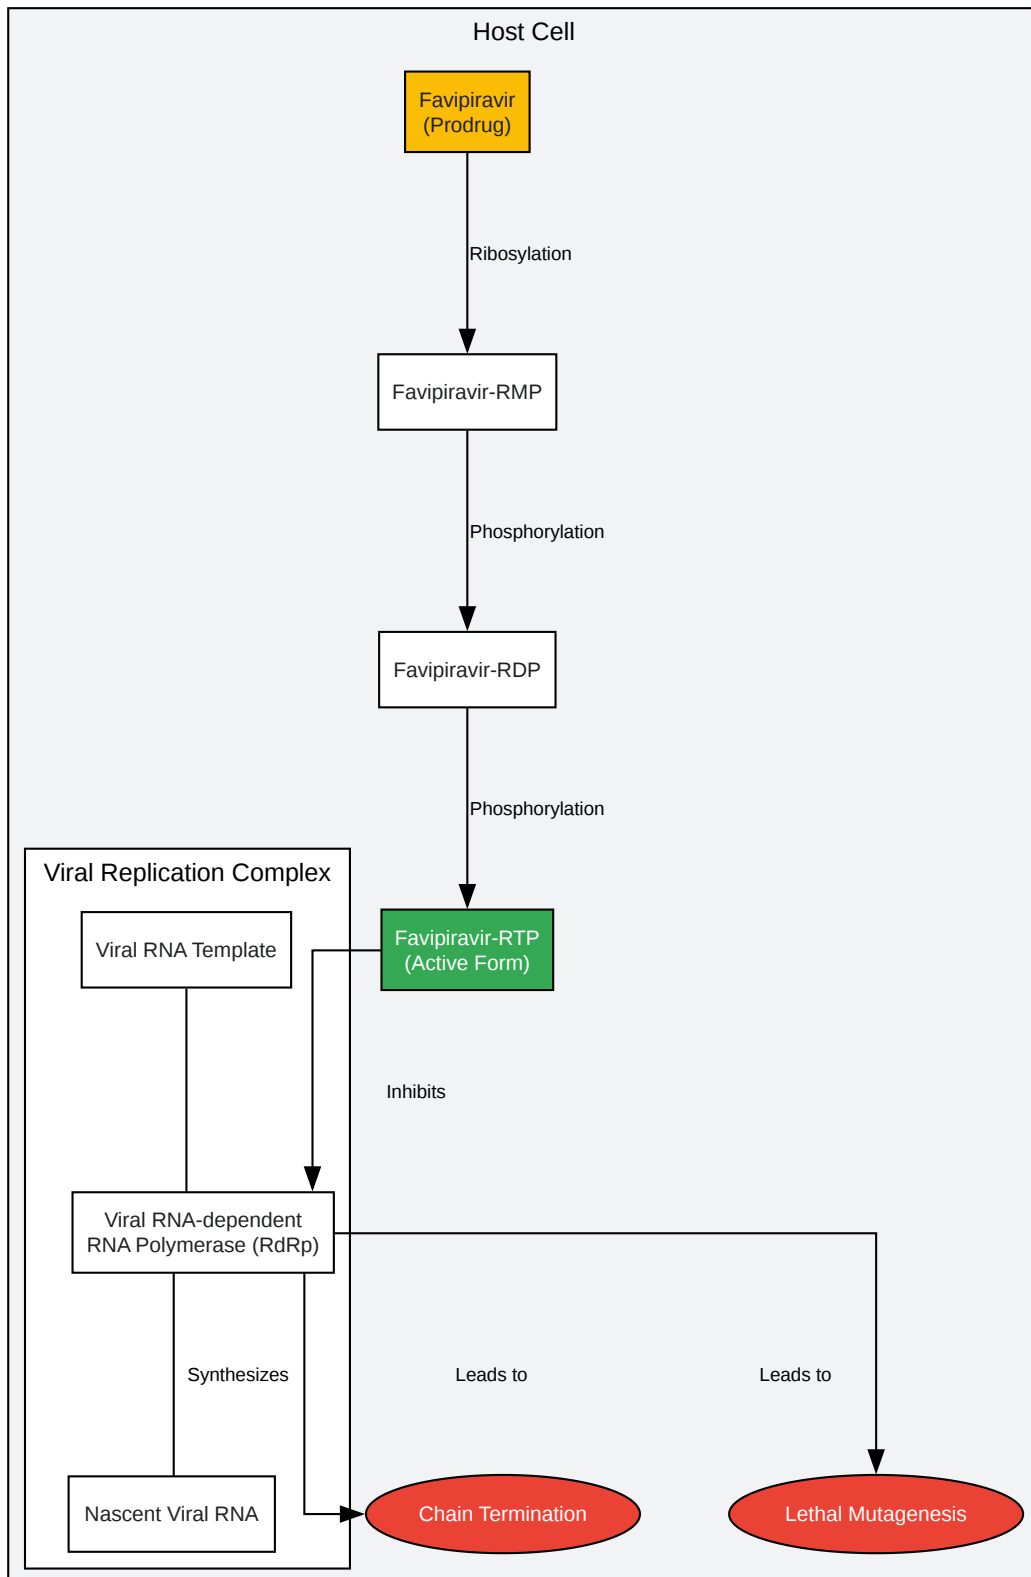 Host Cell
Favipiravir
(Prodrug)
Ribosylation
Favipiravir-RMP
Phosphorylation
Favipiravir-RDP
Phosphorylation
Viral Replication Complex
Viral RNA Template
Favipiravir-RTP
(Active Form)
Inhibits
Viral RNA-dependent
RNA Polymerase (RdRp)
Synthesizes
Leads to
Leads to
Nascent Viral RNA
Chain Termination
Lethal Mutagenesis